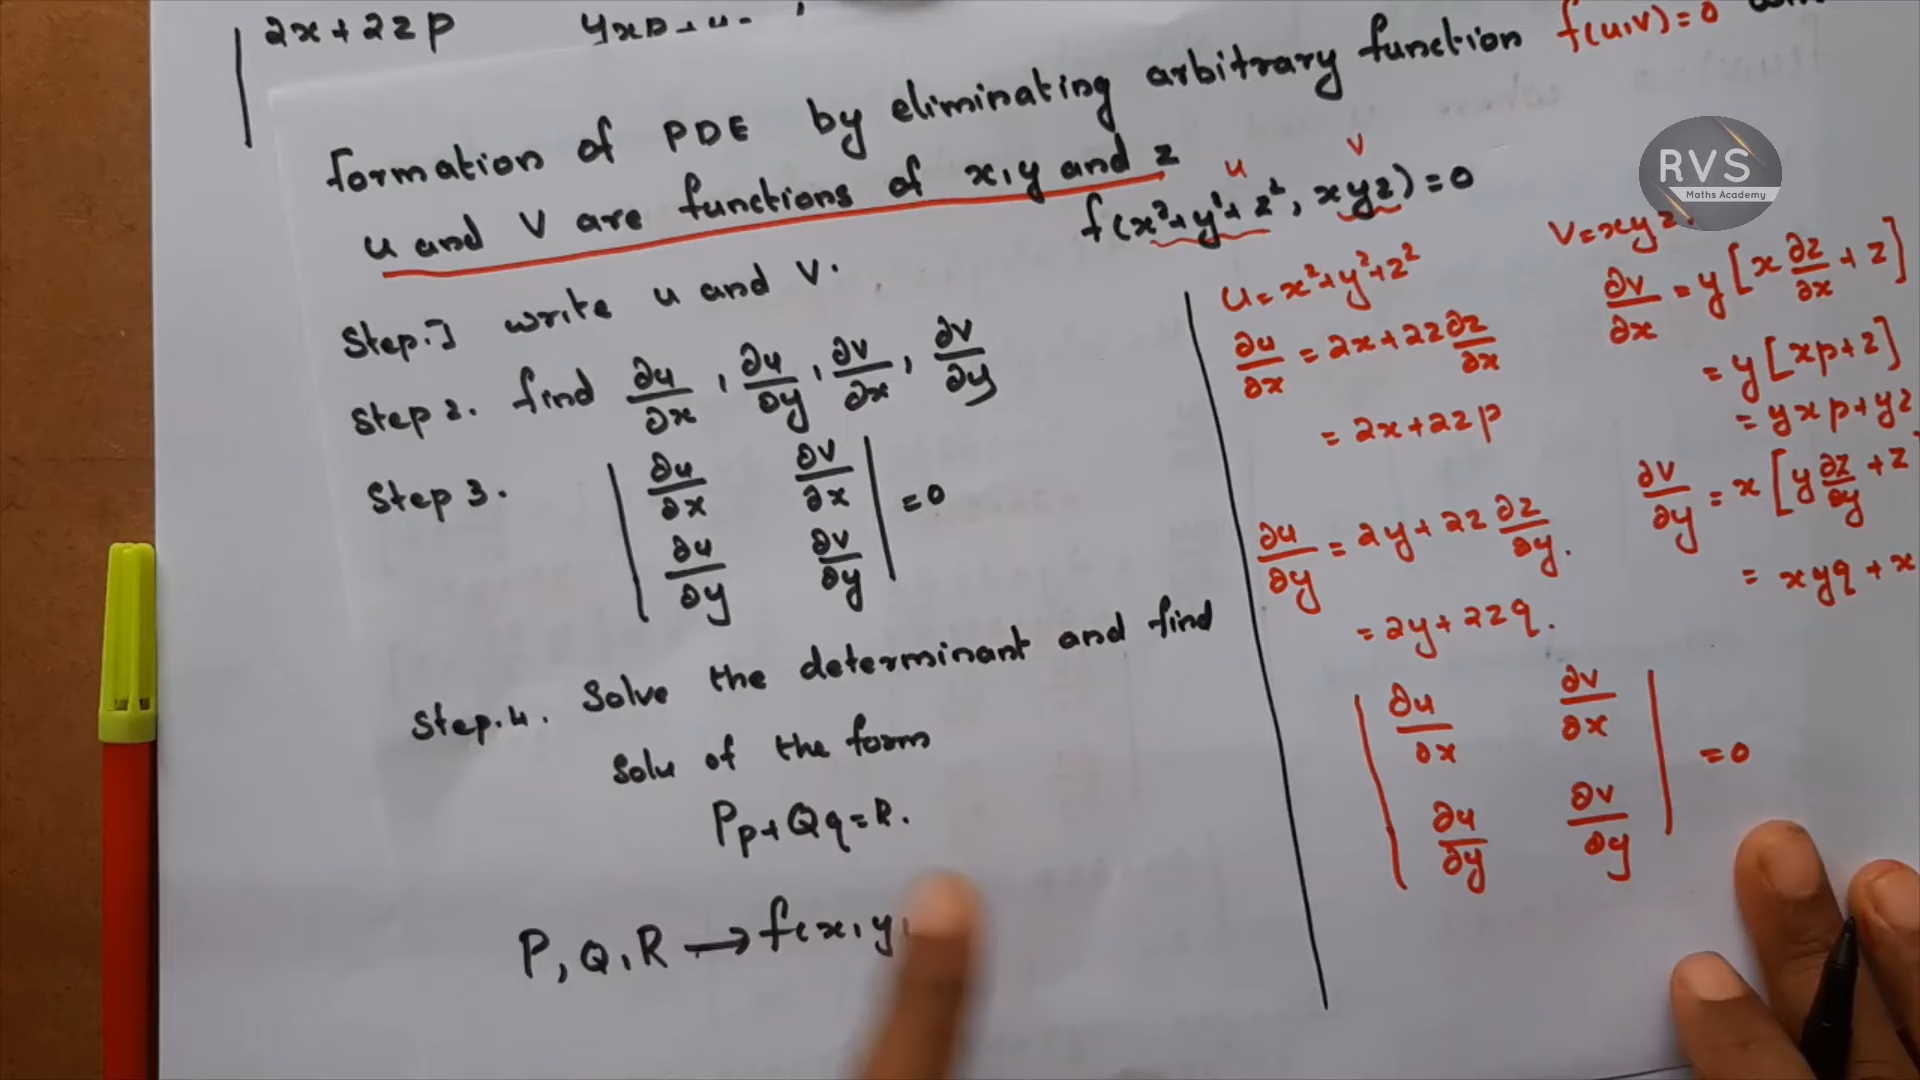 2x+2zp
Formation of PDE by eliminating arbitrary function f(u,v)=0
u and v are functions of x,y and z
u v
f(x²+y²+z², xyz)=0
Step.1 write u and v.
Step 2. find ∂u/∂x, ∂u/∂y, ∂v/∂x, ∂v/∂y
Step 3. | ∂u/∂x ∂v/∂x |
| ∂u/∂y ∂v/∂y | =0
Step.4. Solve the determinant and find
Solu of the form
Pp+Qq=R.
P,Q,R → f(x,y,
u=x²+y²+z²
∂u/∂x = 2x+2z ∂z/∂x
= 2x+2zp
∂u/∂y = 2y+2z ∂z/∂y.
= 2y+2zq.
v=xyz.
∂v/∂x = y[x ∂z/∂x + z]
= y[xp+z]
= yxp+yz
∂v/∂y = x[y ∂z/∂y + z
= xyq + x
| ∂u/∂x ∂v/∂x |
| ∂u/∂y ∂v/∂y | =0
RVS
Maths Academy